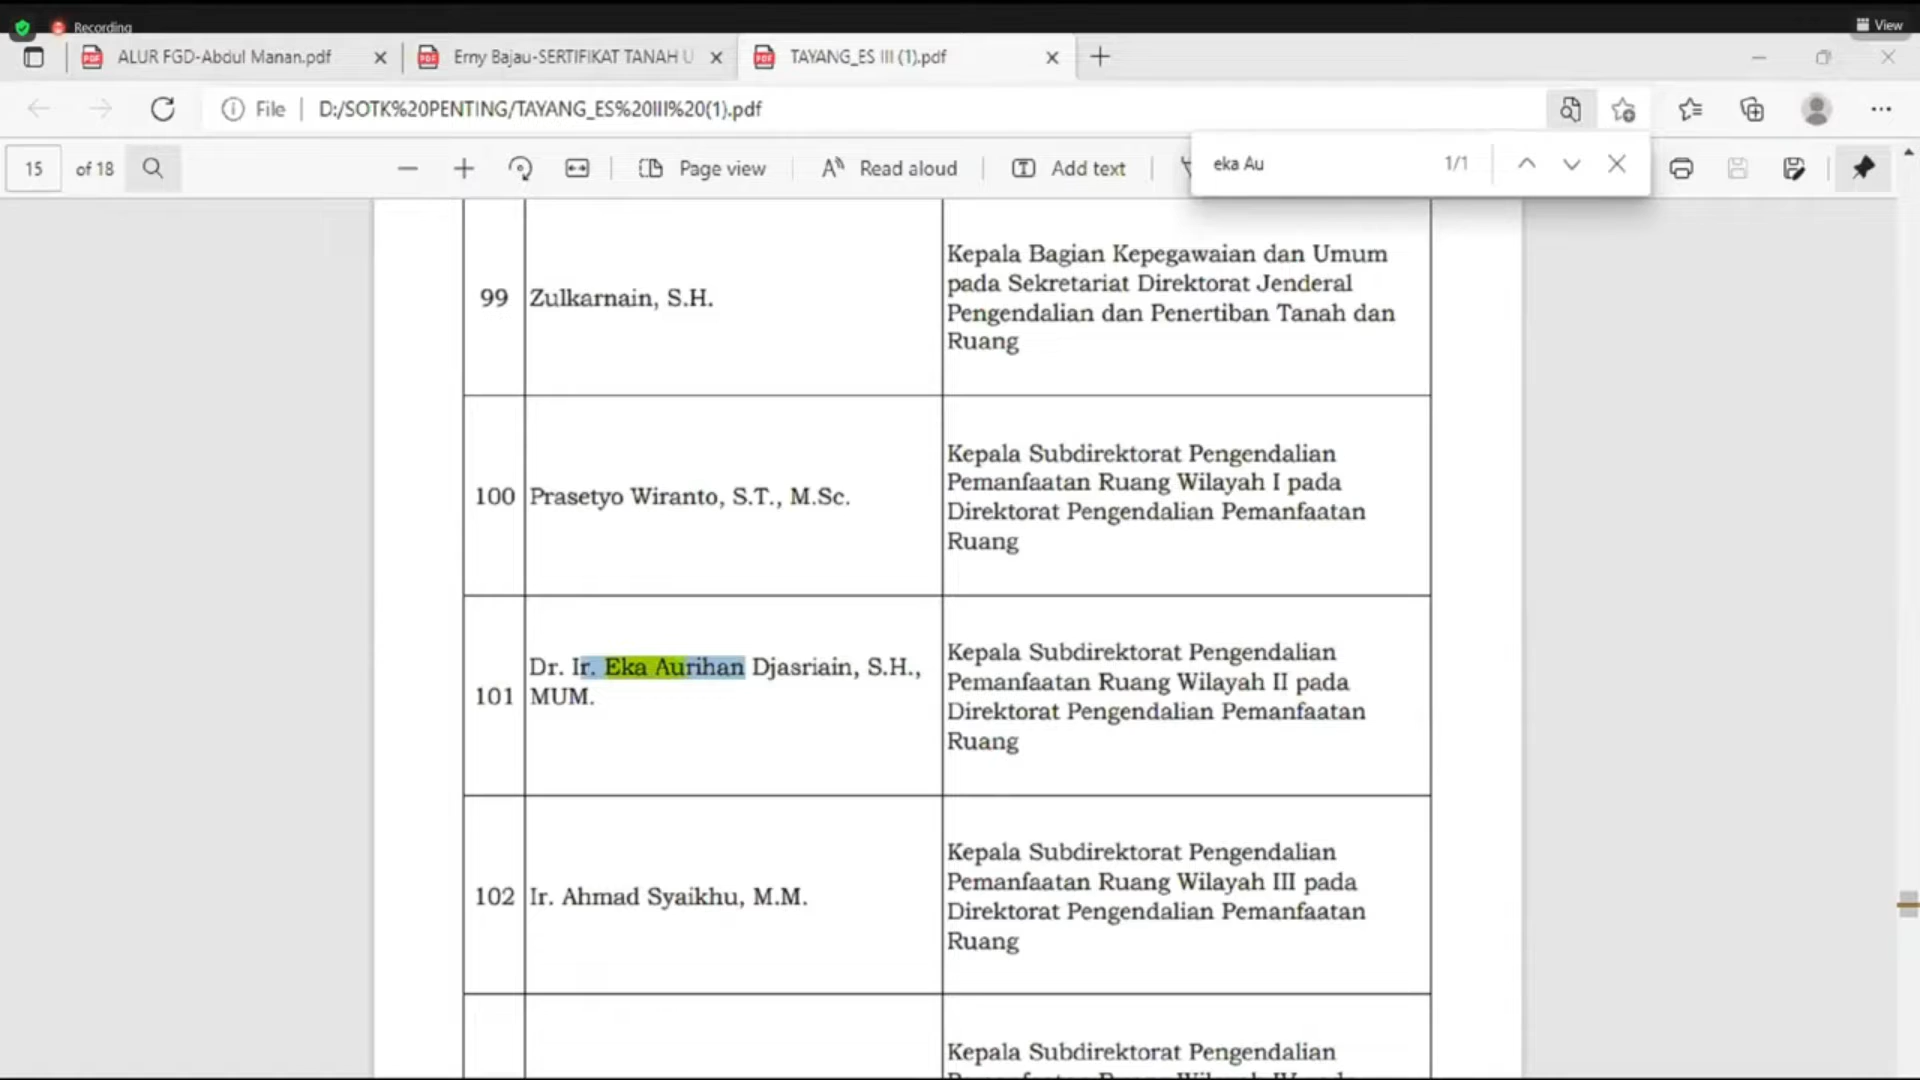 Recording
View
ALUR FGD-Abdul Manan.pdf
Erny Bajau-SERTIFIKAT TANAH U
TAYANG_ES III (1).pdf
File
D:/SOTK%20PENTING/TAYANG_ES%20III%20(1).pdf
15 of 18
Page view
Read aloud
Add text
eka Au
1/1
99 Zulkarnain, S.H.
Kepala Bagian Kepegawaian dan Umum
pada Sekretariat Direktorat Jenderal
Pengendalian dan Penertiban Tanah dan
Ruang
100 Prasetyo Wiranto, S.T., M.Sc.
Kepala Subdirektorat Pengendalian
Pemanfaatan Ruang Wilayah I pada
Direktorat Pengendalian Pemanfaatan
Ruang
101 Dr. Ir. Eka Aurihan Djasriain, S.H.,
MUM.
Kepala Subdirektorat Pengendalian
Pemanfaatan Ruang Wilayah II pada
Direktorat Pengendalian Pemanfaatan
Ruang
102 Ir. Ahmad Syaikhu, M.M.
Kepala Subdirektorat Pengendalian
Pemanfaatan Ruang Wilayah III pada
Direktorat Pengendalian Pemanfaatan
Ruang
Kepala Subdirektorat Pengendalian